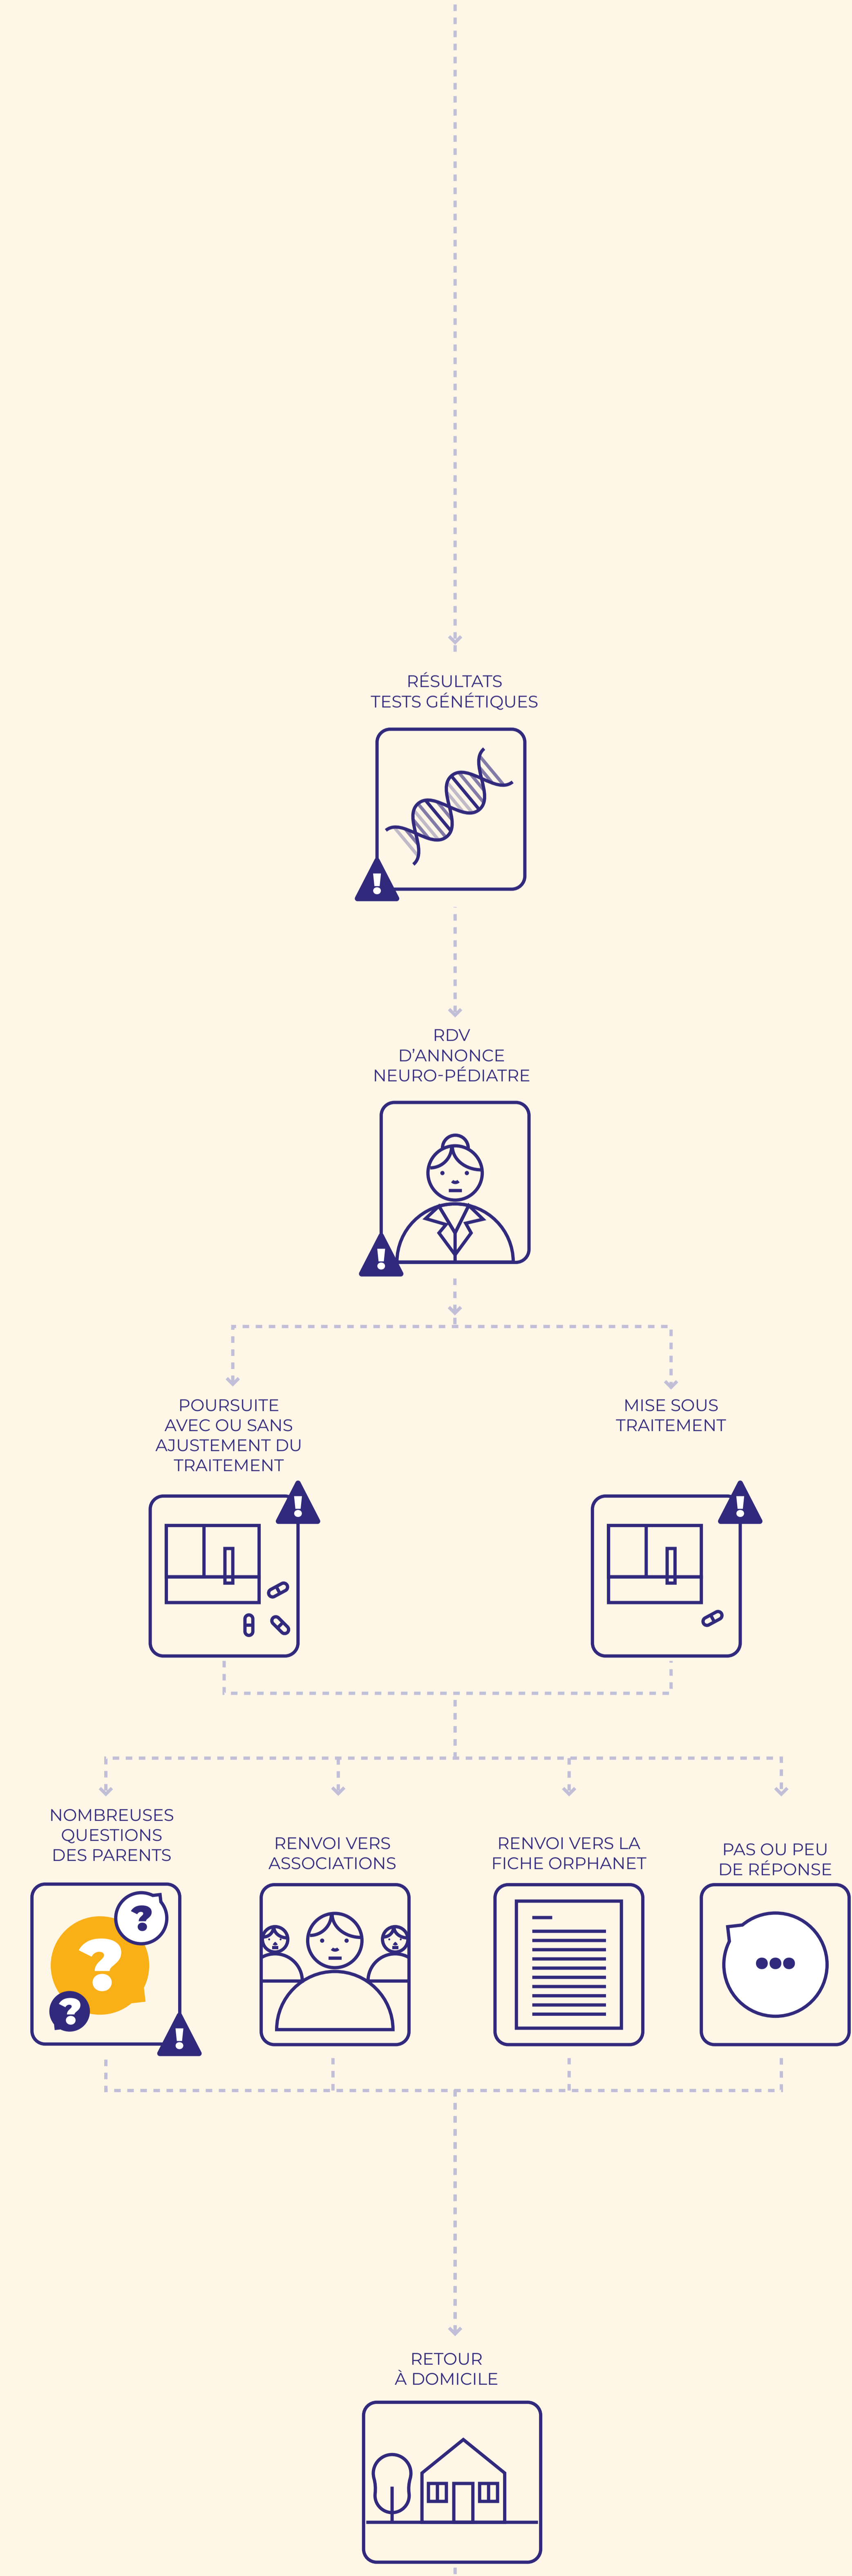 RÉSULTATS
TESTS GÉNÉTIQUES
!
RDV
D’ANNONCE
NEURO-PÉDIATRE
!
POURSUITE
AVEC OU SANS
AJUSTEMENT DU
TRAITEMENT
!
MISE SOUS
TRAITEMENT
!
NOMBREUSES
QUESTIONS
DES PARENTS
?
?
?
!
RENVOI VERS
ASSOCIATIONS
RENVOI VERS LA
FICHE ORPHANET
PAS OU PEU
DE RÉPONSE
RETOUR
À DOMICILE